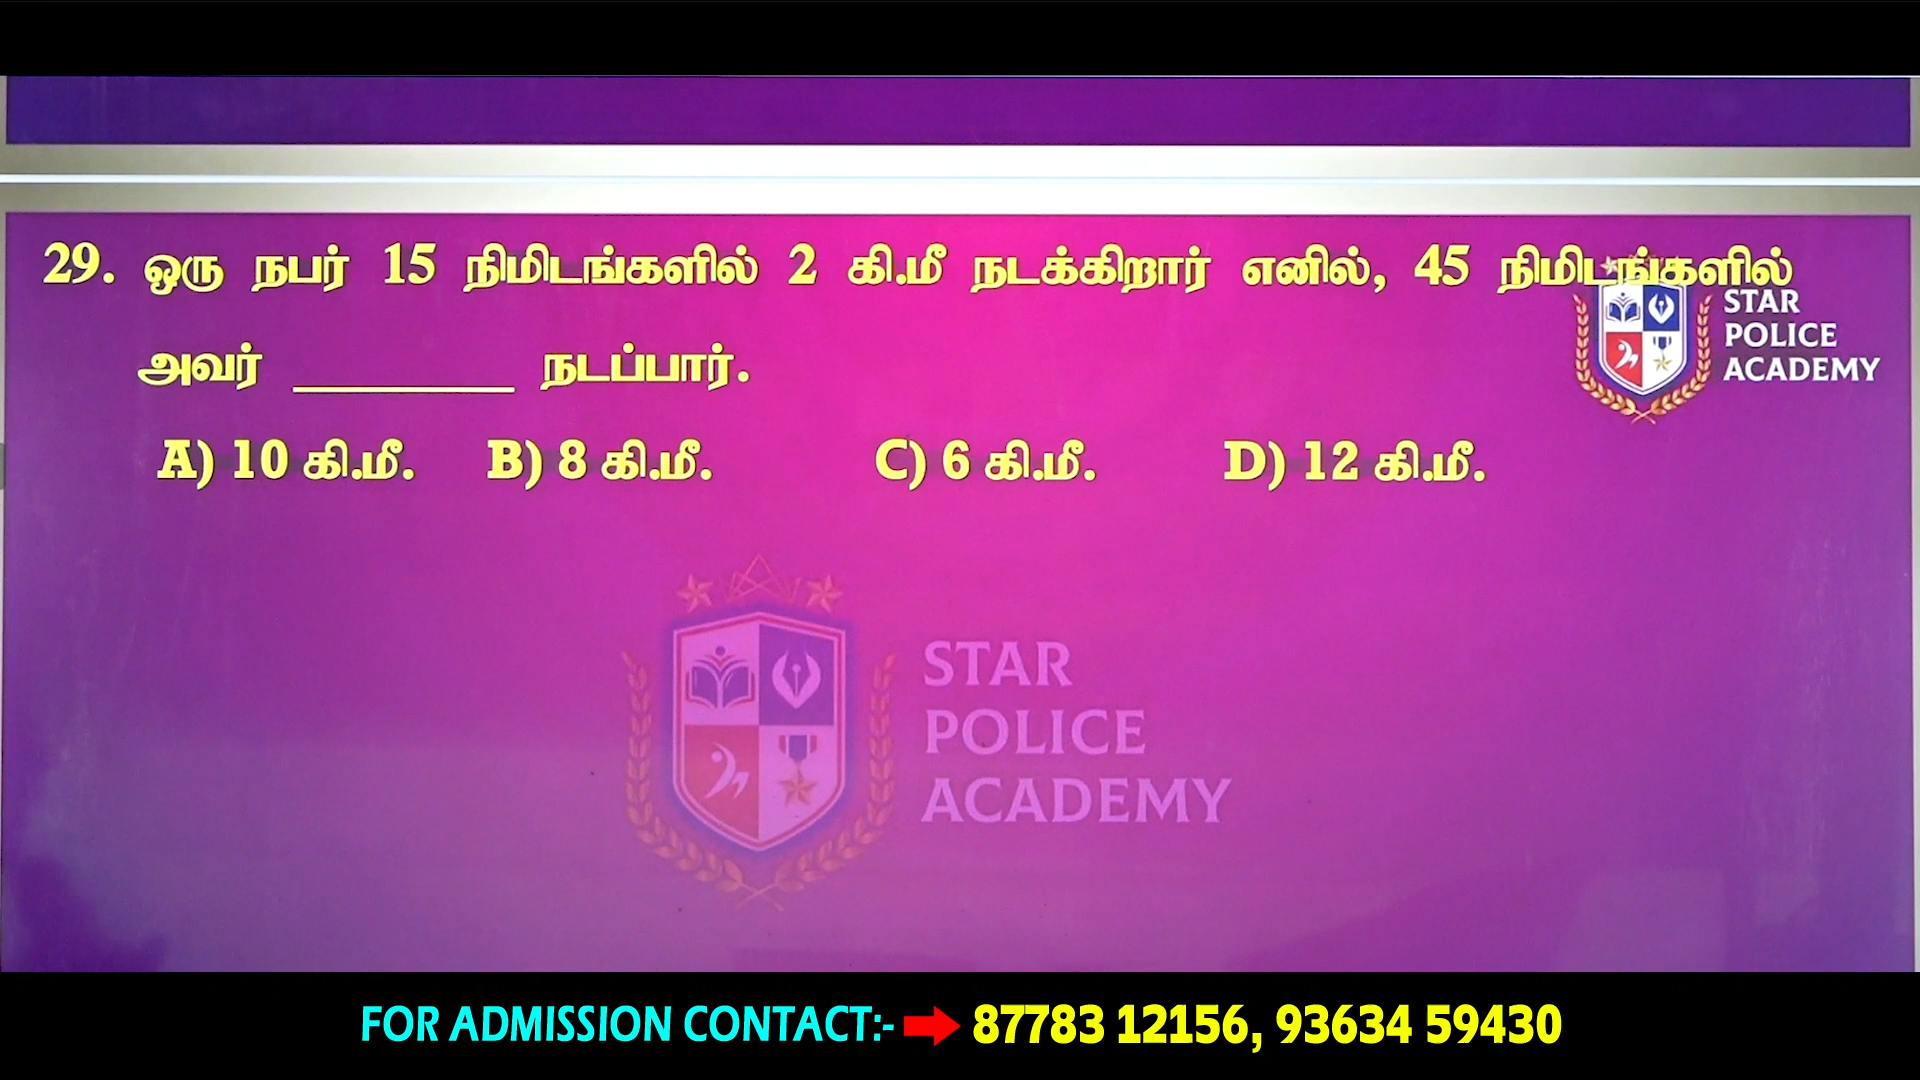 29. ஒரு நபர் 15 நிமிடங்களில் 2 கி.மீ நடக்கிறார் எனில், 45 நிமிடங்களில்
அவர் ________ நடப்பார்.
A) 10 கி.மீ. B) 8 கி.மீ. C) 6 கி.மீ. D) 12 கி.மீ.
STAR
POLICE
ACADEMY
STAR
POLICE
ACADEMY
FOR ADMISSION CONTACT:- 87783 12156, 93634 59430